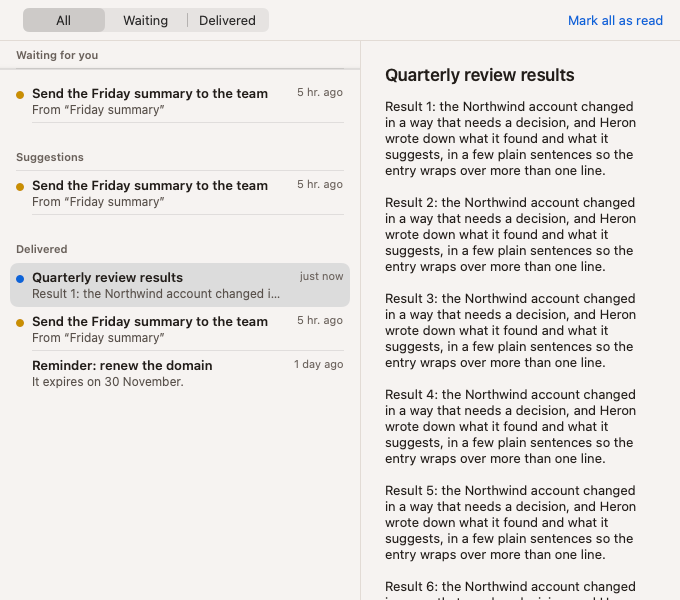 All
Waiting
Delivered
Mark all as read
Waiting for you
Send the Friday summary to the team
5 hr. ago
From “Friday summary”
Suggestions
Send the Friday summary to the team
5 hr. ago
From “Friday summary”
Delivered
Quarterly review results
just now
Result 1: the Northwind account changed i...
Send the Friday summary to the team
5 hr. ago
From “Friday summary”
Reminder: renew the domain
1 day ago
It expires on 30 November.
Quarterly review results
Result 1: the Northwind account changed
in a way that needs a decision, and Heron
wrote down what it found and what it
suggests, in a few plain sentences so the
entry wraps over more than one line.
Result 2: the Northwind account changed
in a way that needs a decision, and Heron
wrote down what it found and what it
suggests, in a few plain sentences so the
entry wraps over more than one line.
Result 3: the Northwind account changed
in a way that needs a decision, and Heron
wrote down what it found and what it
suggests, in a few plain sentences so the
entry wraps over more than one line.
Result 4: the Northwind account changed
in a way that needs a decision, and Heron
wrote down what it found and what it
suggests, in a few plain sentences so the
entry wraps over more than one line.
Result 5: the Northwind account changed
in a way that needs a decision, and Heron
wrote down what it found and what it
suggests, in a few plain sentences so the
entry wraps over more than one line.
Result 6: the Northwind account changed